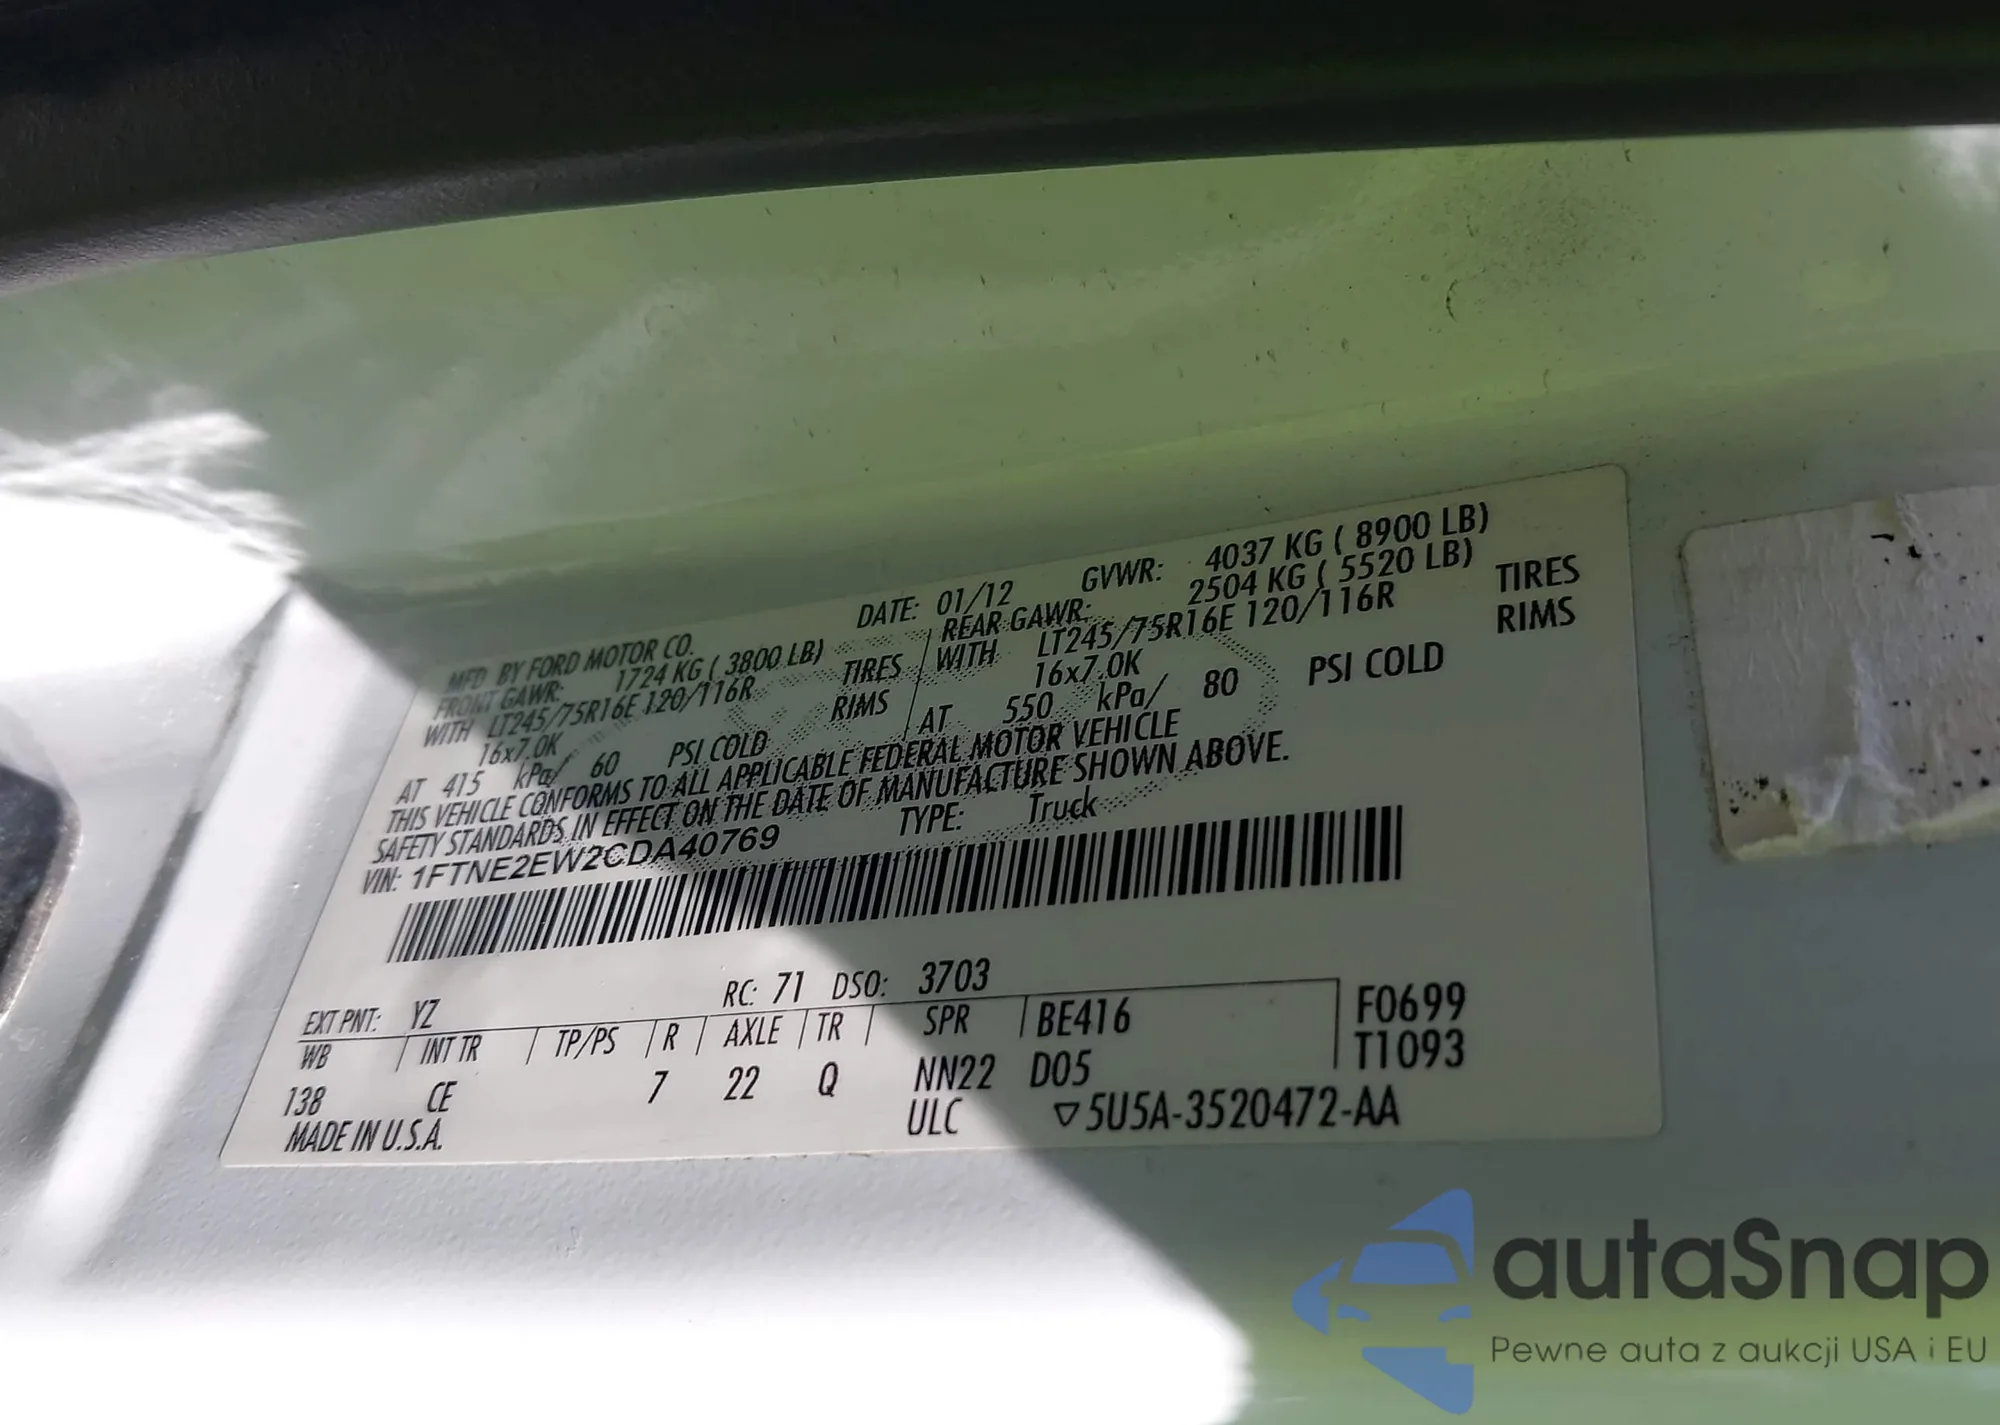 MFD BY FORD MOTOR CO. DATE: 01/12 GVWR: 4037 KG ( 8900 LB)
FRONT GAWR: 1724 KG ( 3800 LB) REAR GAWR: 2504 KG ( 5520 LB)
WITH LT245/75R16E 120/116R TIRES WITH LT245/75R16E 120/116R TIRES
16x7.0K RIMS 16x7.0K RIMS
AT 415 kPa/ 60 PSI COLD AT 550 kPa/ 80 PSI COLD
THIS VEHICLE CONFORMS TO ALL APPLICABLE FEDERAL MOTOR VEHICLE
SAFETY STANDARDS IN EFFECT ON THE DATE OF MANUFACTURE SHOWN ABOVE.
VIN: 1FTNE2EW2CDA40769 TYPE: Truck
EXT PNT: YZ RC: 71 DSO: 3703
WB INT TR TP/PS R AXLE TR SPR BE416 F0699
138 CE 7 22 Q NN22 D05 T1093
MADE IN U.S.A. ULC ▽5U5A-3520472-AA
autaSnap
Pewne auta z aukcji USA i EU